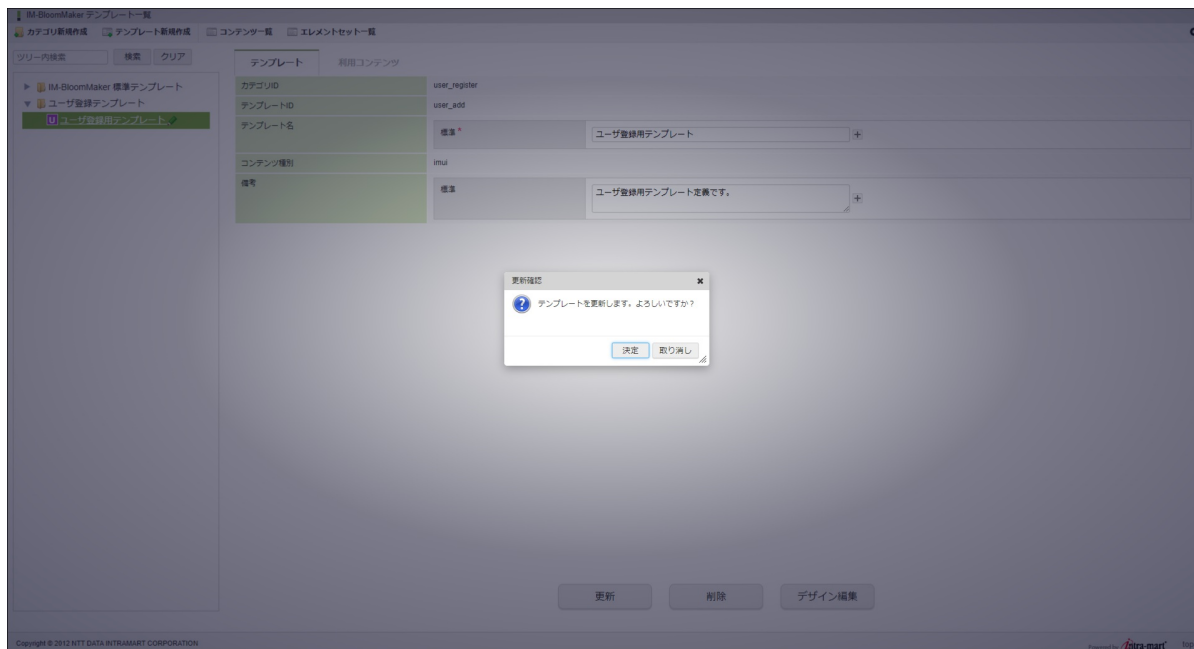 IM-BloomMaker テンプレート一覧
カテゴリ新規作成 テンプレート新規作成 コンテンツ一覧 エレメントセット一覧
ツリー内検索 検索 クリア
テンプレート 利用コンテンツ
IM-BloomMaker 標準テンプレート
ユーザ登録テンプレート
ユーザ登録用テンプレート
カテゴリID user_register
テンプレートID user_add
テンプレート名 標準 * ユーザ登録用テンプレート
コンテンツ種別 imui
備考 標準 ユーザ登録用テンプレート定義です。
更新確認
テンプレートを更新します。よろしいですか?
決定 取り消し
更新 削除 デザイン編集
Copyright © 2012 NTT DATA INTRAMART CORPORATION
Powered by intra-mart Top